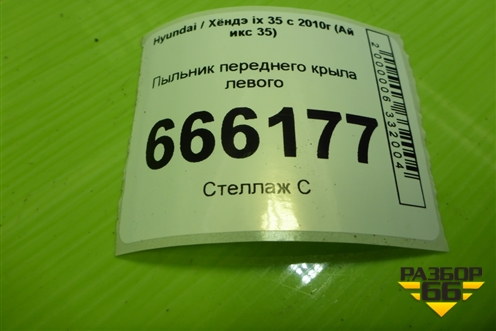 Hyundai / Хёндэ ix 35 с 2010г (Ай
икс 35)
Пыльник переднего крыла
левого
666177
Стеллаж С
2000006332004
РАЗБОР
66